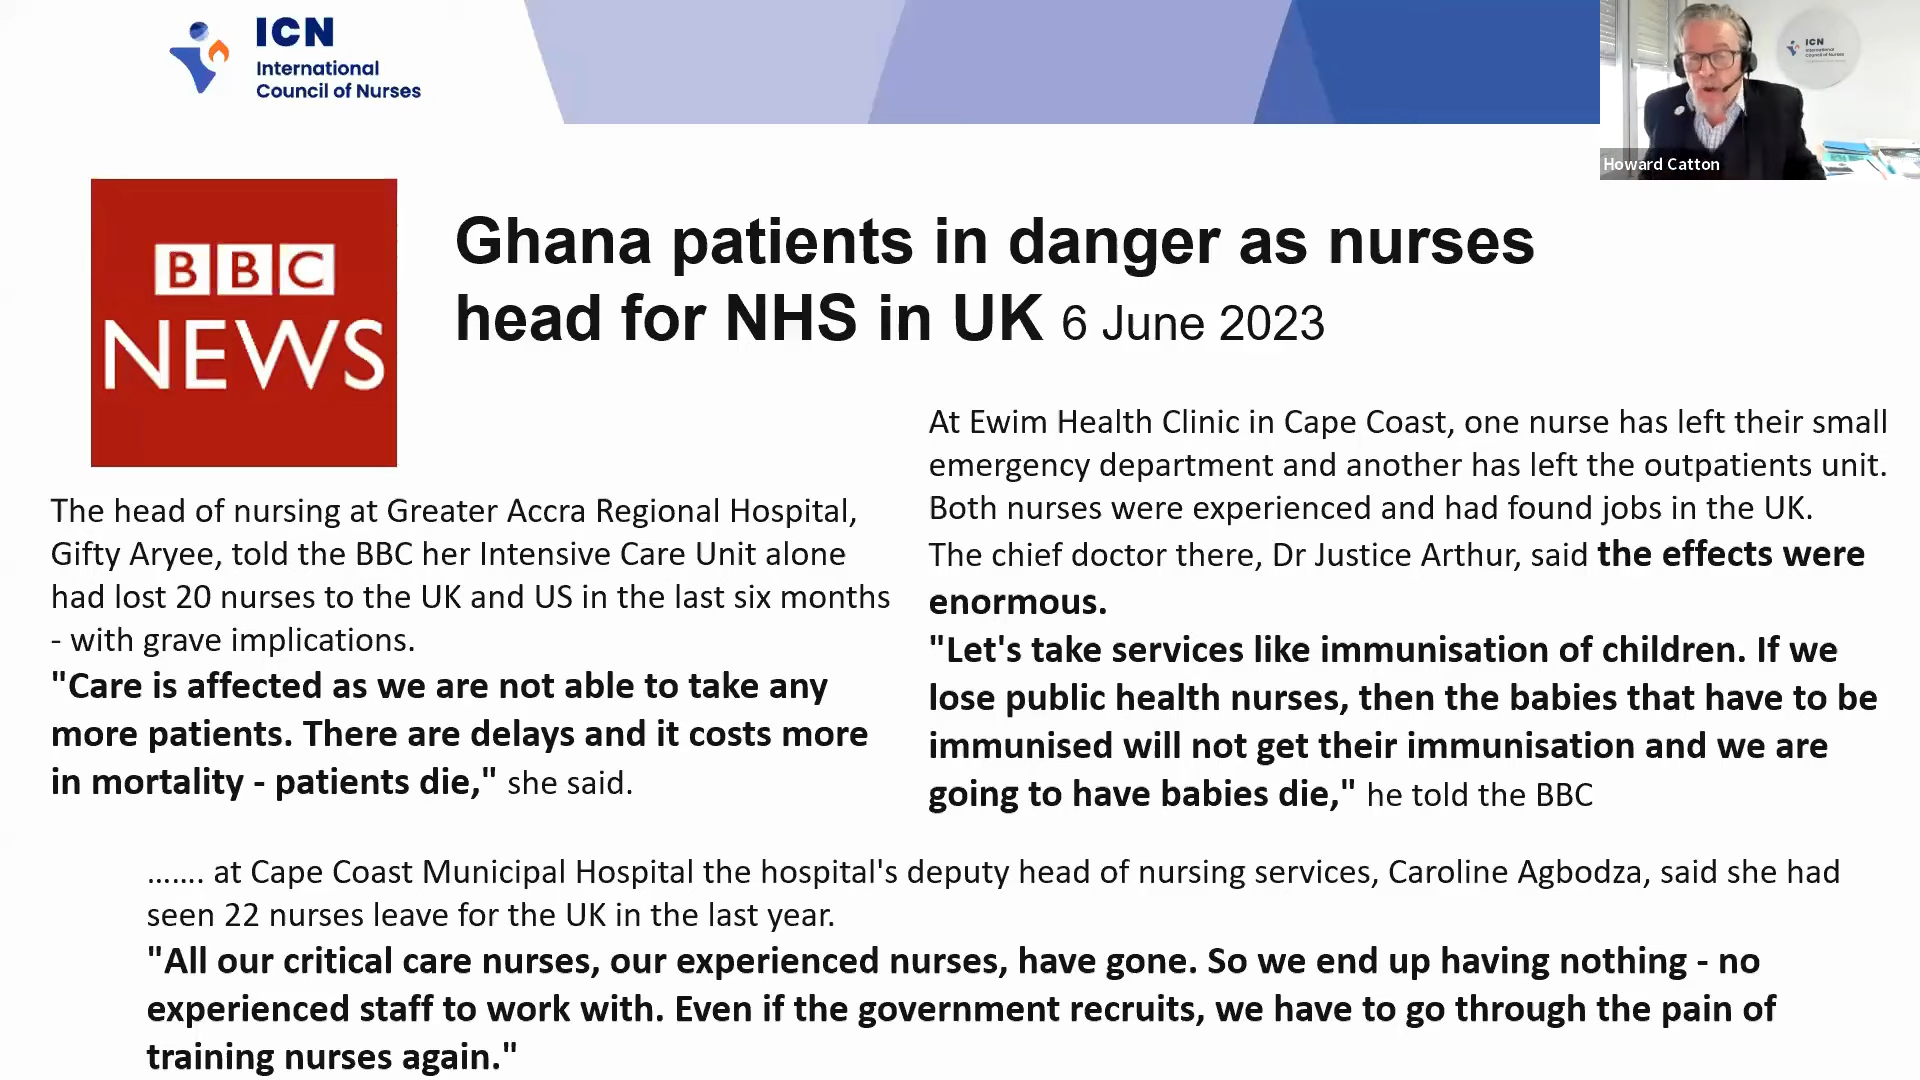 ICN
International
Council of Nurses
ICN
International
Council of Nurses
Howard Catton
BBC
NEWS
Ghana patients in danger as nurses
head for NHS in UK 6 June 2023
The head of nursing at Greater Accra Regional Hospital,
Gifty Aryee, told the BBC her Intensive Care Unit alone
had lost 20 nurses to the UK and US in the last six months
- with grave implications.
"Care is affected as we are not able to take any
more patients. There are delays and it costs more
in mortality - patients die," she said.
At Ewim Health Clinic in Cape Coast, one nurse has left their small
emergency department and another has left the outpatients unit.
Both nurses were experienced and had found jobs in the UK.
The chief doctor there, Dr Justice Arthur, said the effects were
enormous.
"Let's take services like immunisation of children. If we
lose public health nurses, then the babies that have to be
immunised will not get their immunisation and we are
going to have babies die," he told the BBC
....... at Cape Coast Municipal Hospital the hospital's deputy head of nursing services, Caroline Agbodza, said she had
seen 22 nurses leave for the UK in the last year.
"All our critical care nurses, our experienced nurses, have gone. So we end up having nothing - no
experienced staff to work with. Even if the government recruits, we have to go through the pain of
training nurses again."